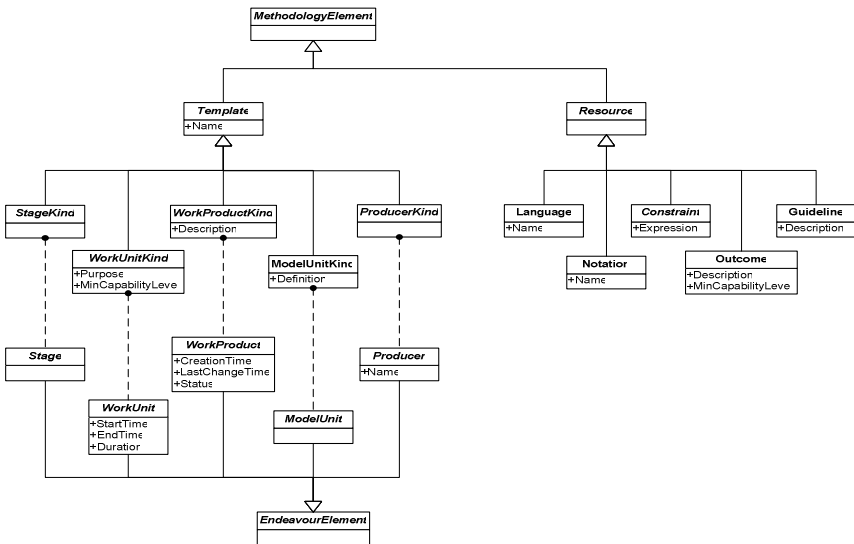 MethodologyElement
Template
+Name
Resource
StageKind
WorkProductKind
+Description
ProducerKind
Language
+Name
Constraint
+Expression
Guideline
+Description
WorkUnitKind
+Purpose
+MinCapabilityLeve
ModelUnitKind
+Definition
Notation
+Name
Outcome
+Description
+MinCapabilityLeve
Stage
WorkProduct
+CreationTime
+LastChangeTime
+Status
Producer
+Name
WorkUnit
+StartTime
+EndTime
+Duration
ModelUnit
EndeavourElement